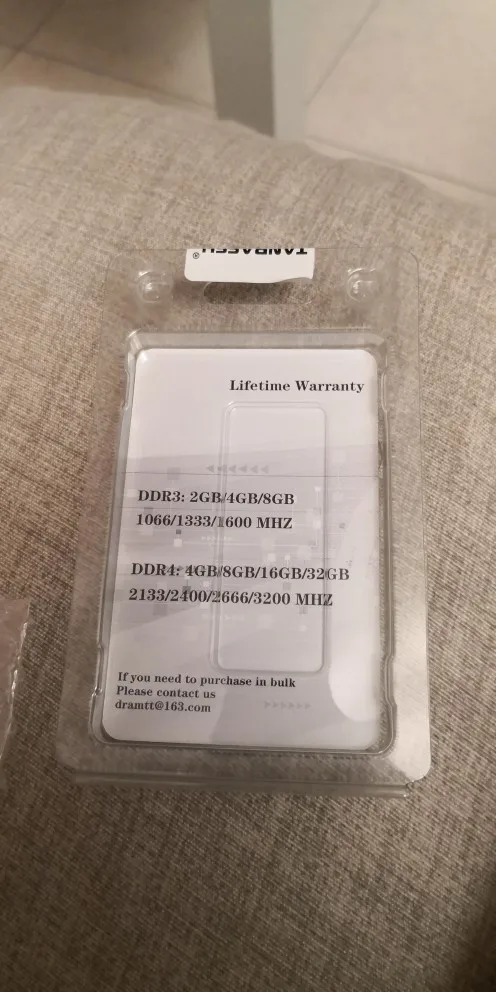 Lifetime Warranty
DDR3: 2GB/4GB/8GB
1066/1333/1600 MHZ
DDR4: 4GB/8GB/16GB/32GB
2133/2400/2666/3200 MHZ
If you need to purchase in bulk
Please contact us
dramtt@163.com